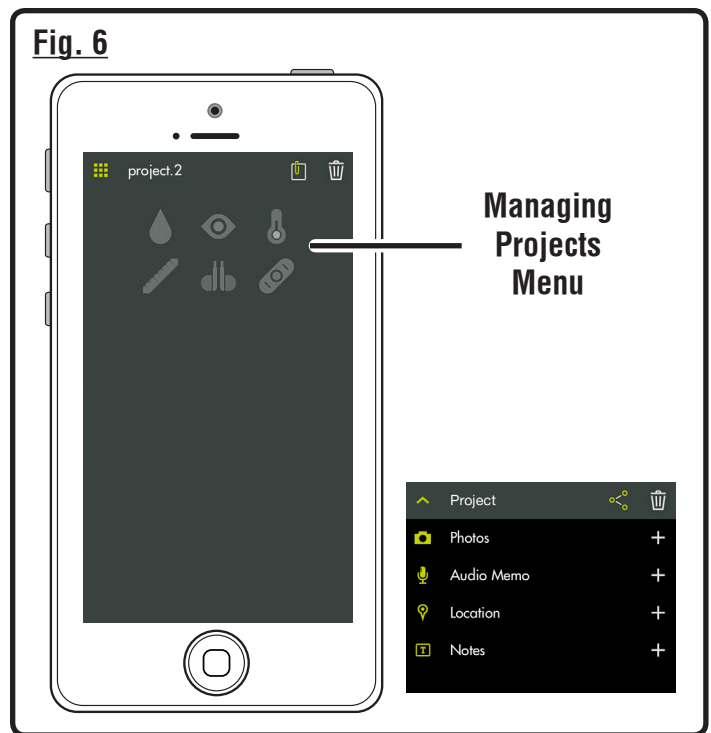 Fig. 6
project.2
Managing
Projects
Menu
Project
Photos
Audio Memo
Location
T Notes